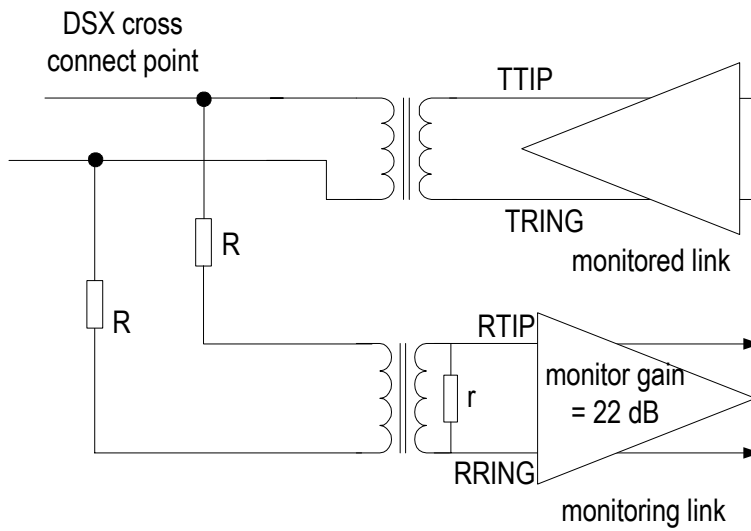 DSX cross
connect point
TTIP
TRING
monitored link
R
R
RTIP
monitor gain
= 22 dB
r
RRING
monitoring link